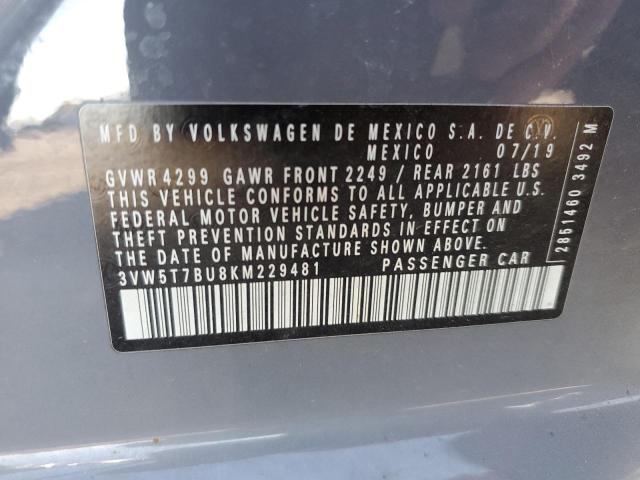 MFD BY VOLKSWAGEN DE MEXICO S.A. DE C.V.
MEXICO 07/19
GVWR 4299 GAWR FRONT 2249 / REAR 2161 LBS
THIS VEHICLE CONFORMS TO ALL APPLICABLE U.S.
FEDERAL MOTOR VEHICLE SAFETY, BUMPER AND
THEFT PREVENTION STANDARDS IN EFFECT ON
THE DATE OF MANUFACTURE SHOWN ABOVE.
3VW5T7BU8KM229481 PASSENGER CAR
2851460 3492 M